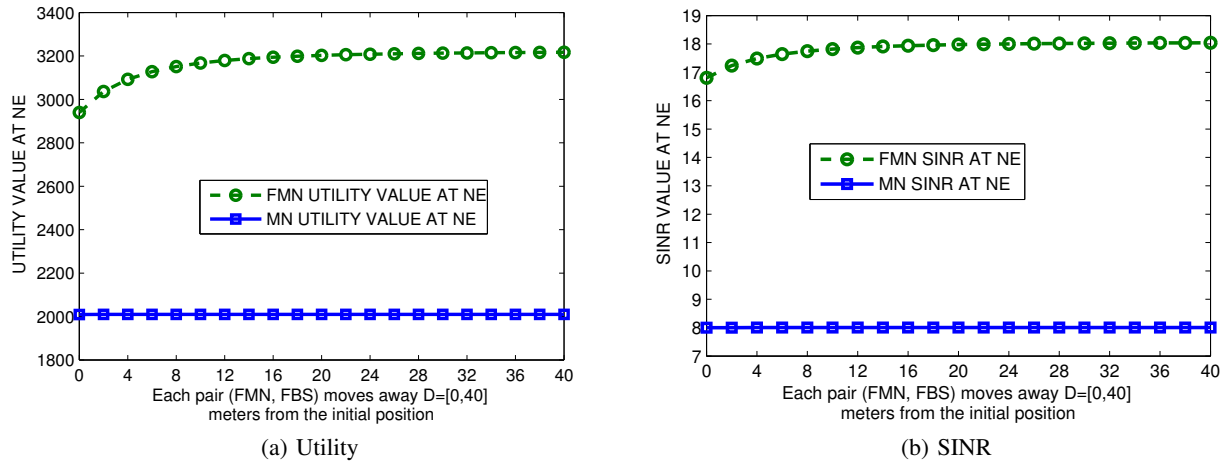 UTILITY VALUE AT NE
3400
3200
3000
2800
2600
2400
2200
2000
1800
FMN UTILITY VALUE AT NE
MN UTILITY VALUE AT NE
0 4 8 12 16 20 24 28 32 36 40
Each pair (FMN, FBS) moves away D=[0,40]
meters from the initial position
(a) Utility
SINR VALUE AT NE
19
18
17
16
15
14
13
12
11
10
9
8
7
FMN SINR AT NE
MN SINR AT NE
0 4 8 12 16 20 24 28 32 36 40
Each pair (FMN, FBS) moves away D=[0,40]
meters from the initial position
(b) SINR